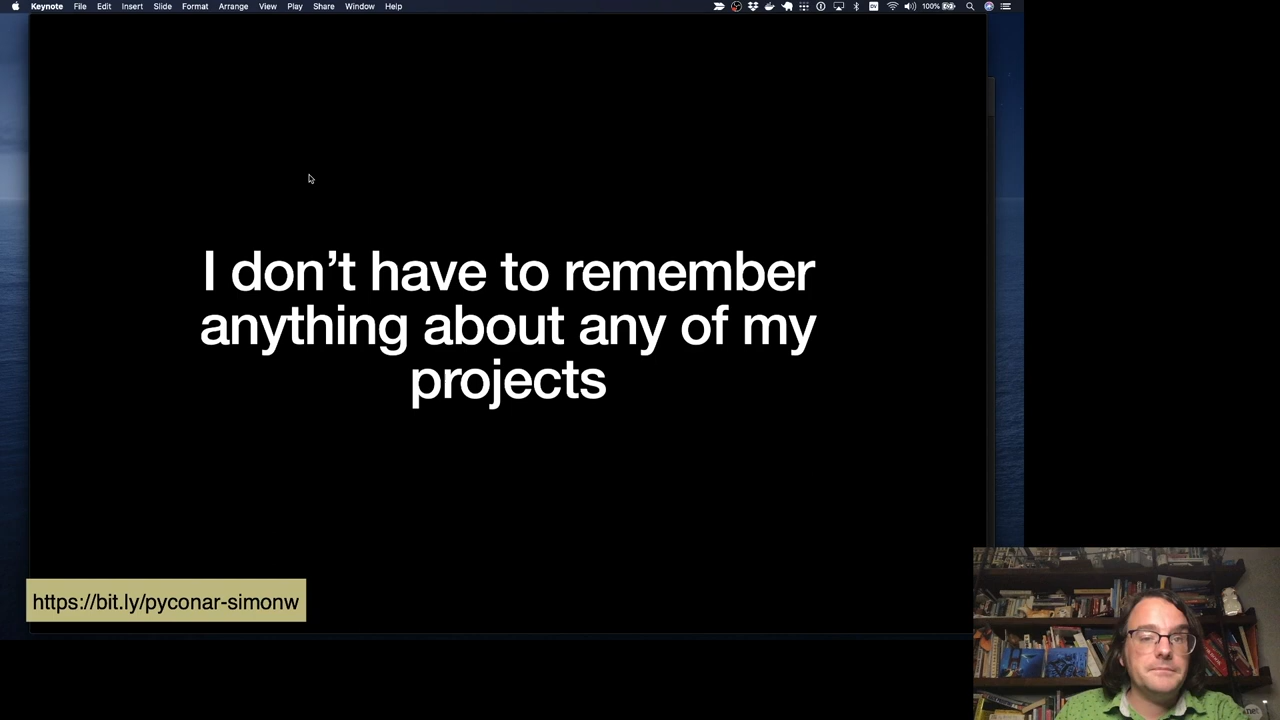 Keynote File Edit Insert Slide Format Arrange View Play Share Window Help 100%
I don’t have to remember
anything about any of my
projects
https://bit.ly/pyconar-simonw